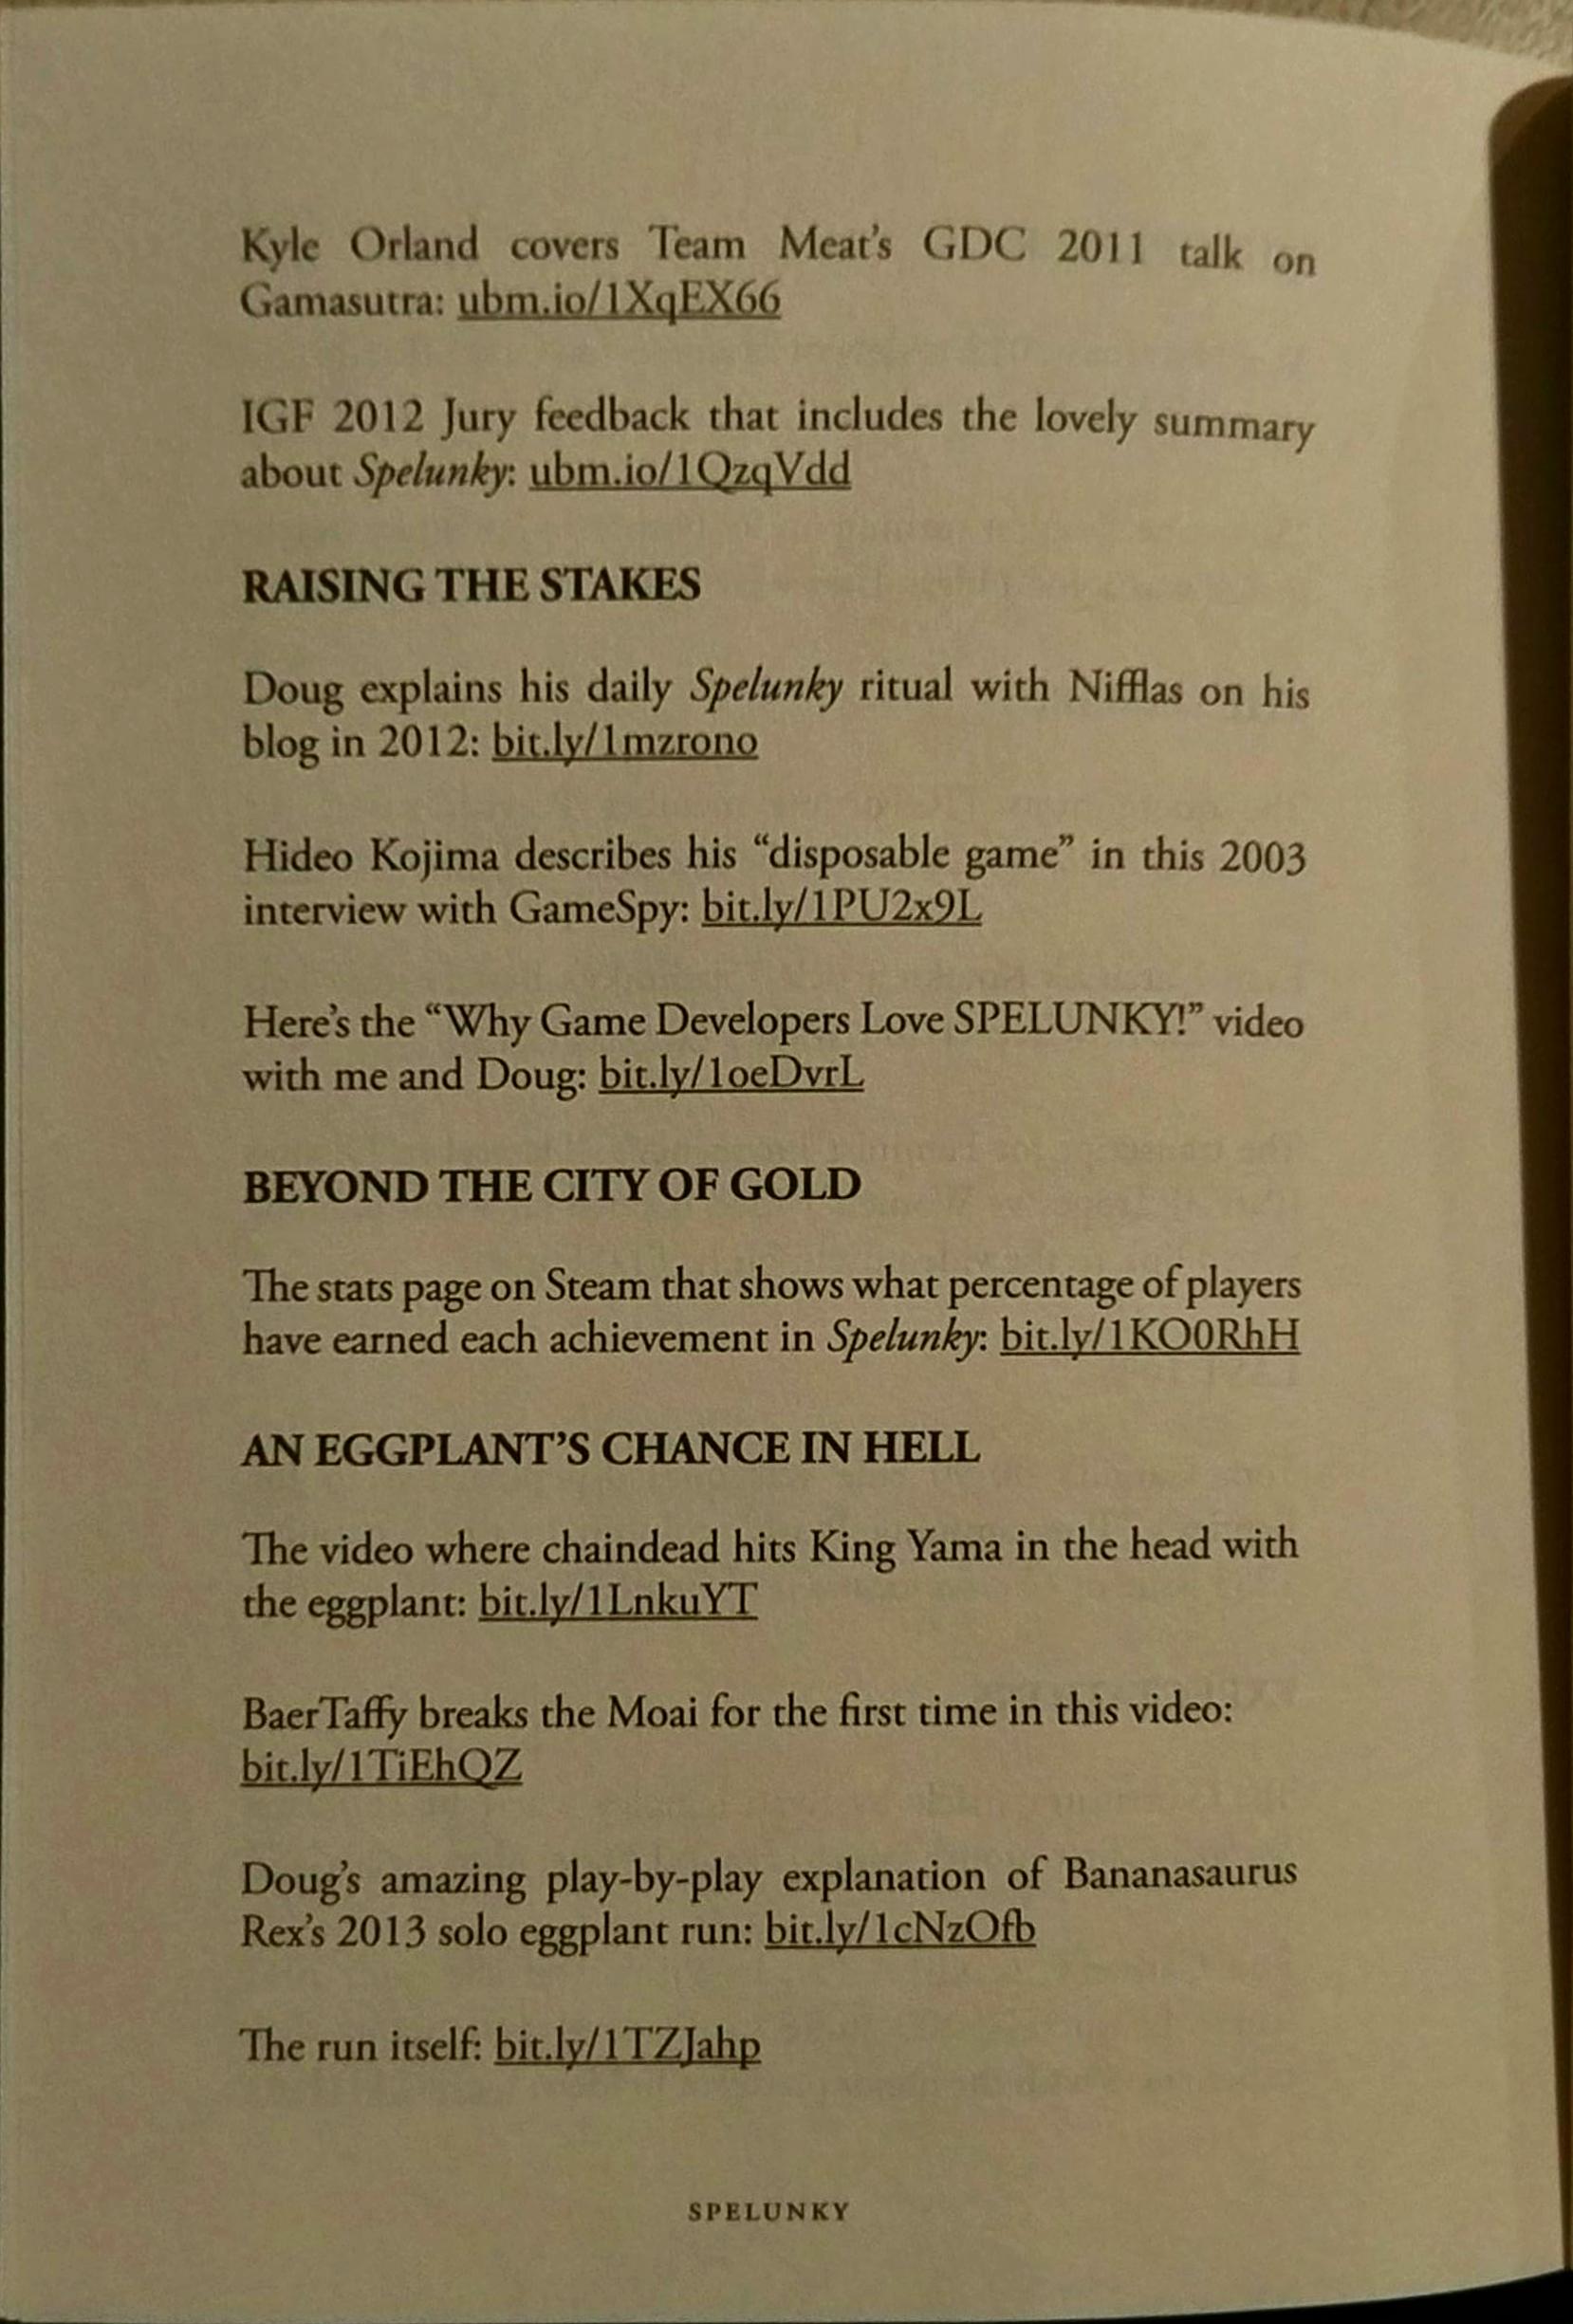 Kyle Orland covers Team Meat's GDC 2011 talk on
Gamasutra: ubm.io/1XqEX66
IGF 2012 Jury feedback that includes the lovely summary
about Spelunky: ubm.io/1QzqVdd
RAISING THE STAKES
Doug explains his daily Spelunky ritual with Nifflas on his
blog in 2012: bit.ly/1mzrono
Hideo Kojima describes his “disposable game” in this 2003
interview with GameSpy: bit.ly/1PU2x9L
Here's the “Why Game Developers Love SPELUNKY!” video
with me and Doug: bit.ly/1oeDvrL
BEYOND THE CITY OF GOLD
The stats page on Steam that shows what percentage of players
have earned each achievement in Spelunky: bit.ly/1KO0RhH
AN EGGPLANT'S CHANCE IN HELL
The video where chaindead hits King Yama in the head with
the eggplant: bit.ly/1LnkuYT
BaerTaffy breaks the Moai for the first time in this video:
bit.ly/1TiEhQZ
Doug's amazing play-by-play explanation of Bananasaurus
Rex's 2013 solo eggplant run: bit.ly/1cNzOfb
The run itself: bit.ly/1TZJahp
SPELUNKY